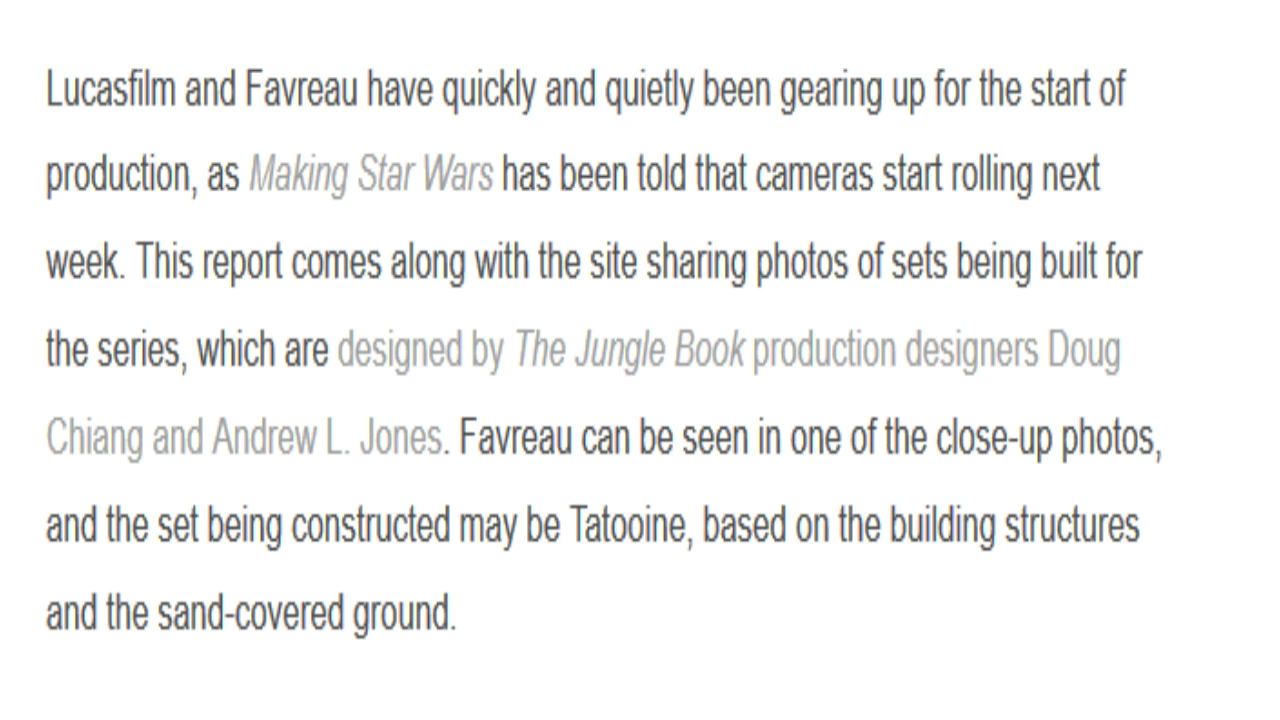 Lucasfilm and Favreau have quickly and quietly been gearing up for the start of
production, as Making Star Wars has been told that cameras start rolling next
week. This report comes along with the site sharing photos of sets being built for
the series, which are designed by The Jungle Book production designers Doug
Chiang and Andrew L. Jones. Favreau can be seen in one of the close-up photos,
and the set being constructed may be Tatooine, based on the building structures
and the sand-covered ground.